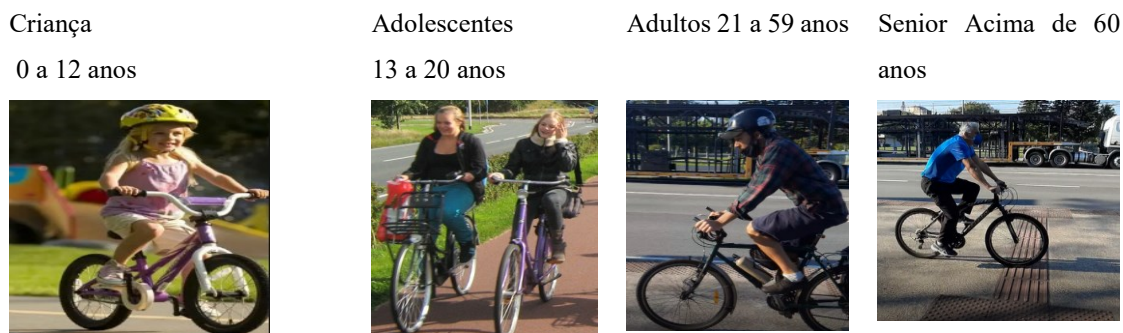 Criança
0 a 12 anos
Adolescentes
13 a 20 anos
Adultos 21 a 59 anos
Senior Acima de 60
anos